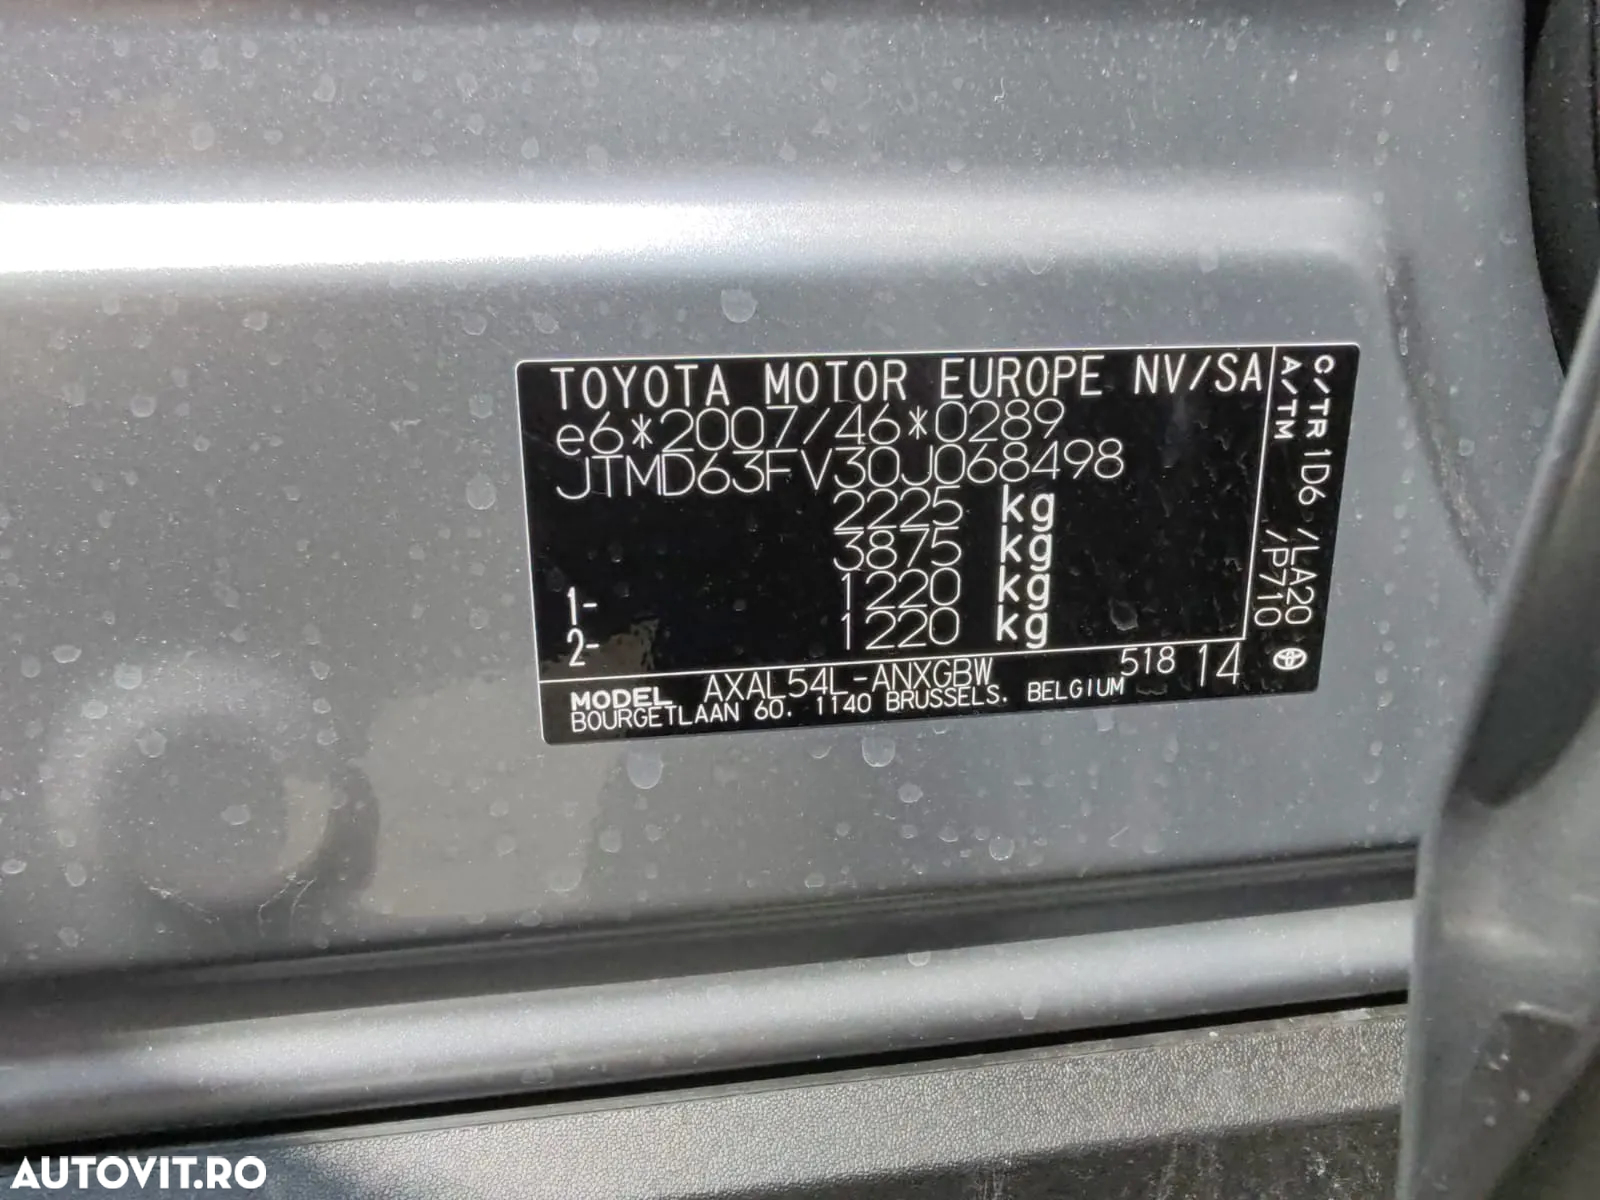 TOYOTA MOTOR EUROPE NV/SA
e6*2007/46*0289
JTMD63FV30J068498
2225 kg
3875 kg
1- 1220 kg
2- 1220 kg
MODEL AXAL54L-ANXGBW 518 14
BOURGETLAAN 60. 1140 BRUSSELS. BELGIUM
C/TR 1D6 /LA20
A/TM /P710
AUTOVIT.RO